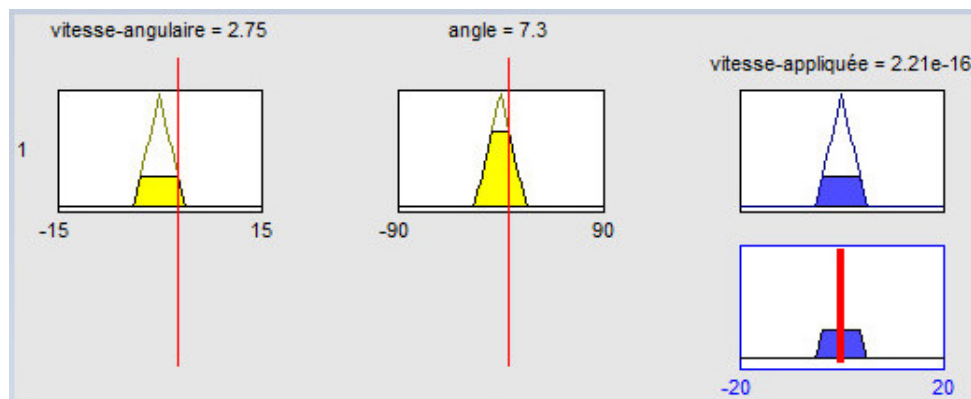 vitesse-angulaire = 2.75
angle = 7.3
vitesse-appliquée = 2.21e-16
1
-15
15
-90
90
-20
20